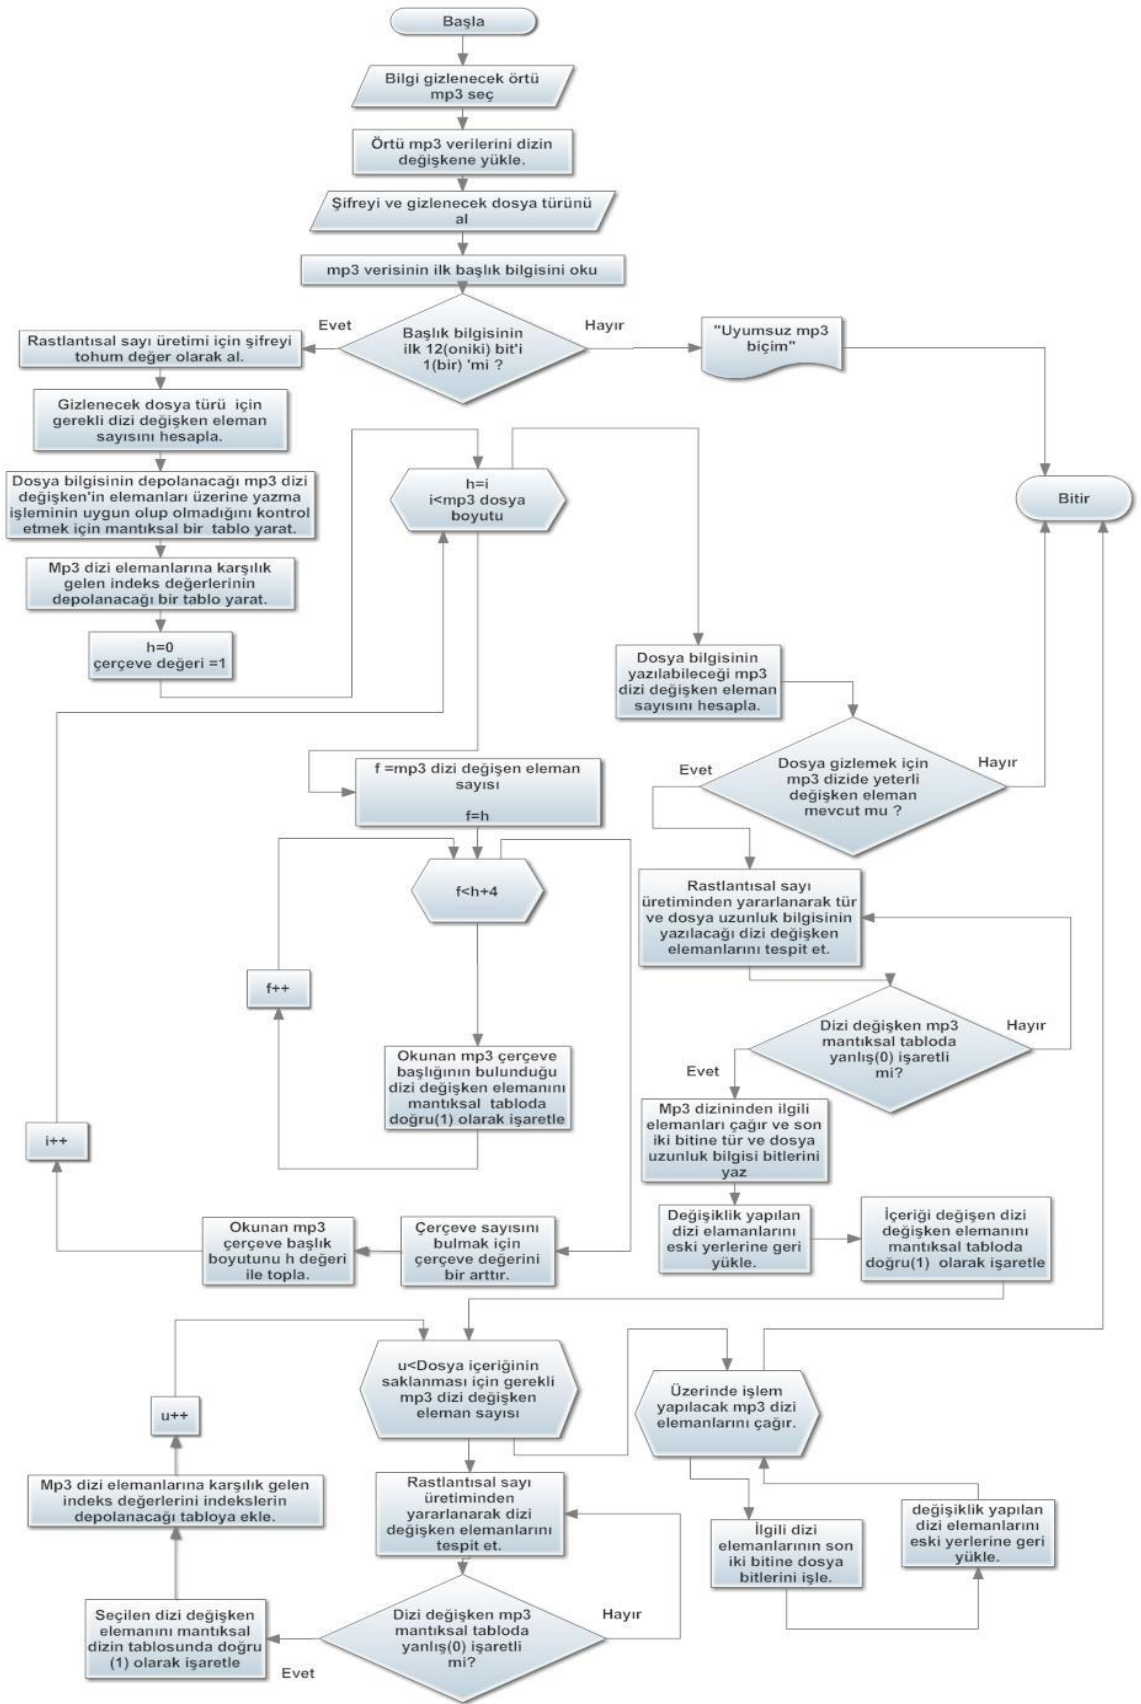 Başla
Bilgi gizlenecek örtü
mp3 seç
Örtü mp3 verilerini dizin
değişkene yükle.
Şifreyi ve gizlenecek dosya türünü
al
mp3 verisinin ilk başlık bilgisini oku
Evet
Başlık bilgisinin
ilk 12(oniki) bit'i
1(bir) 'mi ?
Hayır
"Uyumsuz mp3
biçim"
Rastlantısal sayı üretimi için şifreyi
tohum değer olarak al.
Gizlenecek dosya türü için
gerekli dizi değişken eleman
sayısını hesapla.
Dosya bilgisinin depolanacağı mp3 dizi
değişken'in elemanları üzerine yazma
işleminin uygun olup olmadığını kontrol
etmek için mantıksal bir tablo yarat.
Mp3 dizi elemanlarına karşılık
gelen indeks değerlerinin
depolanacağı bir tablo yarat.
h=0
çerçeve değeri =1
h=i
i<mp3 dosya
boyutu
Bitir
Dosya bilgisinin
yazılabileceği mp3
dizi değişken eleman
sayısını hesapla.
Evet
Dosya gizlemek için
mp3 dizide yeterli
değişken eleman
mevcut mu ?
Hayır
f =mp3 dizi değişen eleman
sayısı
f=h
f<h+4
f++
Okunan mp3 çerçeve
başlığının bulunduğu
dizi değişken elemanını
mantıksal tabloda
doğru(1) olarak işaretle
i++
Okunan mp3
çerçeve başlık
boyutunu h değeri
ile topla.
Çerçeve sayısını
bulmak için
çerçeve değerini
bir arttır.
Rastlantısal sayı
üretiminden yararlanarak tür
ve dosya uzunluk bilgisinin
yazılacağı dizi değişken
elemanlarını tespit et.
Dizi değişken mp3
mantıksal tabloda
yanlış(0) işaretli
mi?
Hayır
Evet
Mp3 dizininden ilgili
elemanları çağır ve son
iki bitine tür ve dosya
uzunluk bilgisi bitlerini
yaz
Değişiklik yapılan
dizi elamanlarını
eski yerlerine geri
yükle.
İçeriği değişen dizi
değişken elemanını
mantıksal tabloda
doğru(1) olarak işaretle
u<Dosya içeriğinin
saklanması için gerekli
mp3 dizi değişken
eleman sayısı
Üzerinde işlem
yapılacak mp3 dizi
elemanlarını çağır.
u++
Mp3 dizi elemanlarına karşılık gelen
indeks değerlerini indekslerin
depolanacağı tabloya ekle.
Rastlantısal sayı
üretiminden
yararlanarak dizi
değişken elemanlarını
tespit et.
İlgili dizi
elemanlarının son
iki bitine dosya
bitlerini işle.
değişiklik yapılan
dizi elemanlarını
eski yerlerine geri
yükle.
Seçilen dizi değişken
elemanını mantıksal
dizin tablosunda doğru
(1) olarak işaretle
Evet
Dizi değişken mp3
mantıksal tabloda
yanlış(0) işaretli
mi?
Hayır